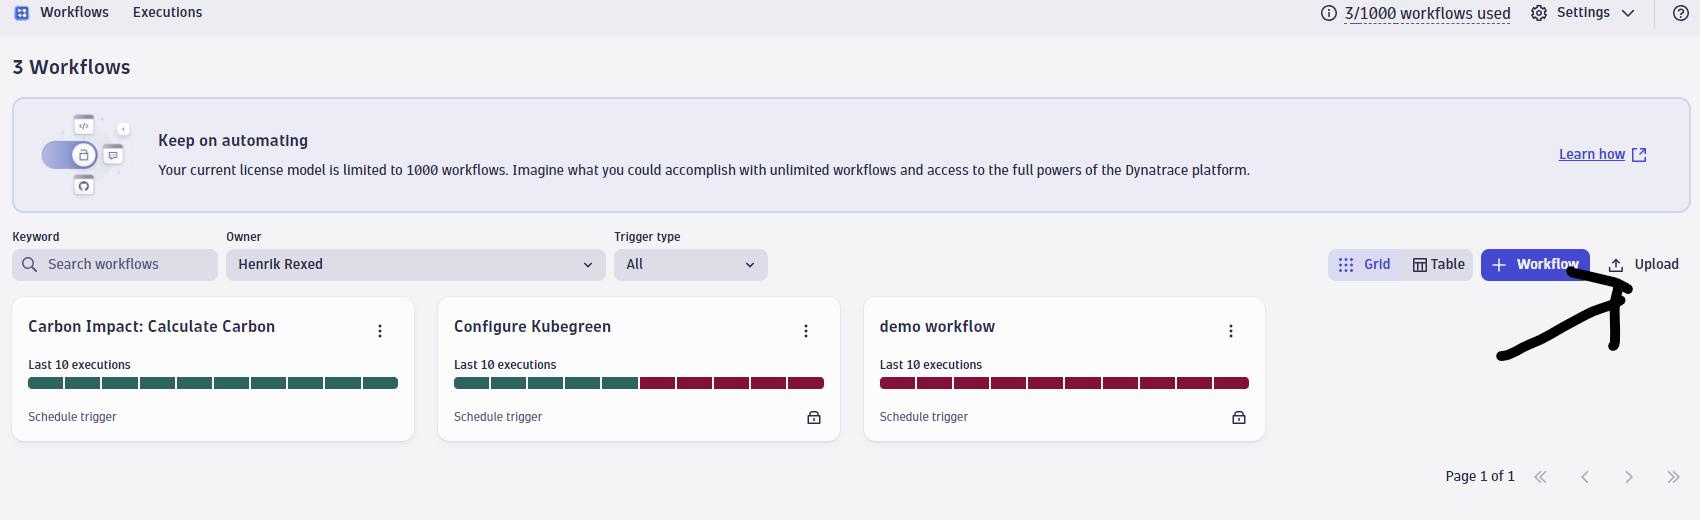 Workflows Executions 3/1000 workflows used Settings
3 Workflows
Keep on automating
Your current license model is limited to 1000 workflows. Imagine what you could accomplish with unlimited workflows and access to the full powers of the Dynatrace platform.
Learn how
Keyword Owner Trigger type
Search workflows Henrik Rexed All Grid Table Workflow Upload
Carbon Impact: Calculate Carbon
Last 10 executions
Schedule trigger
Configure Kubegreen
Last 10 executions
Schedule trigger
demo workflow
Last 10 executions
Schedule trigger
Page 1 of 1